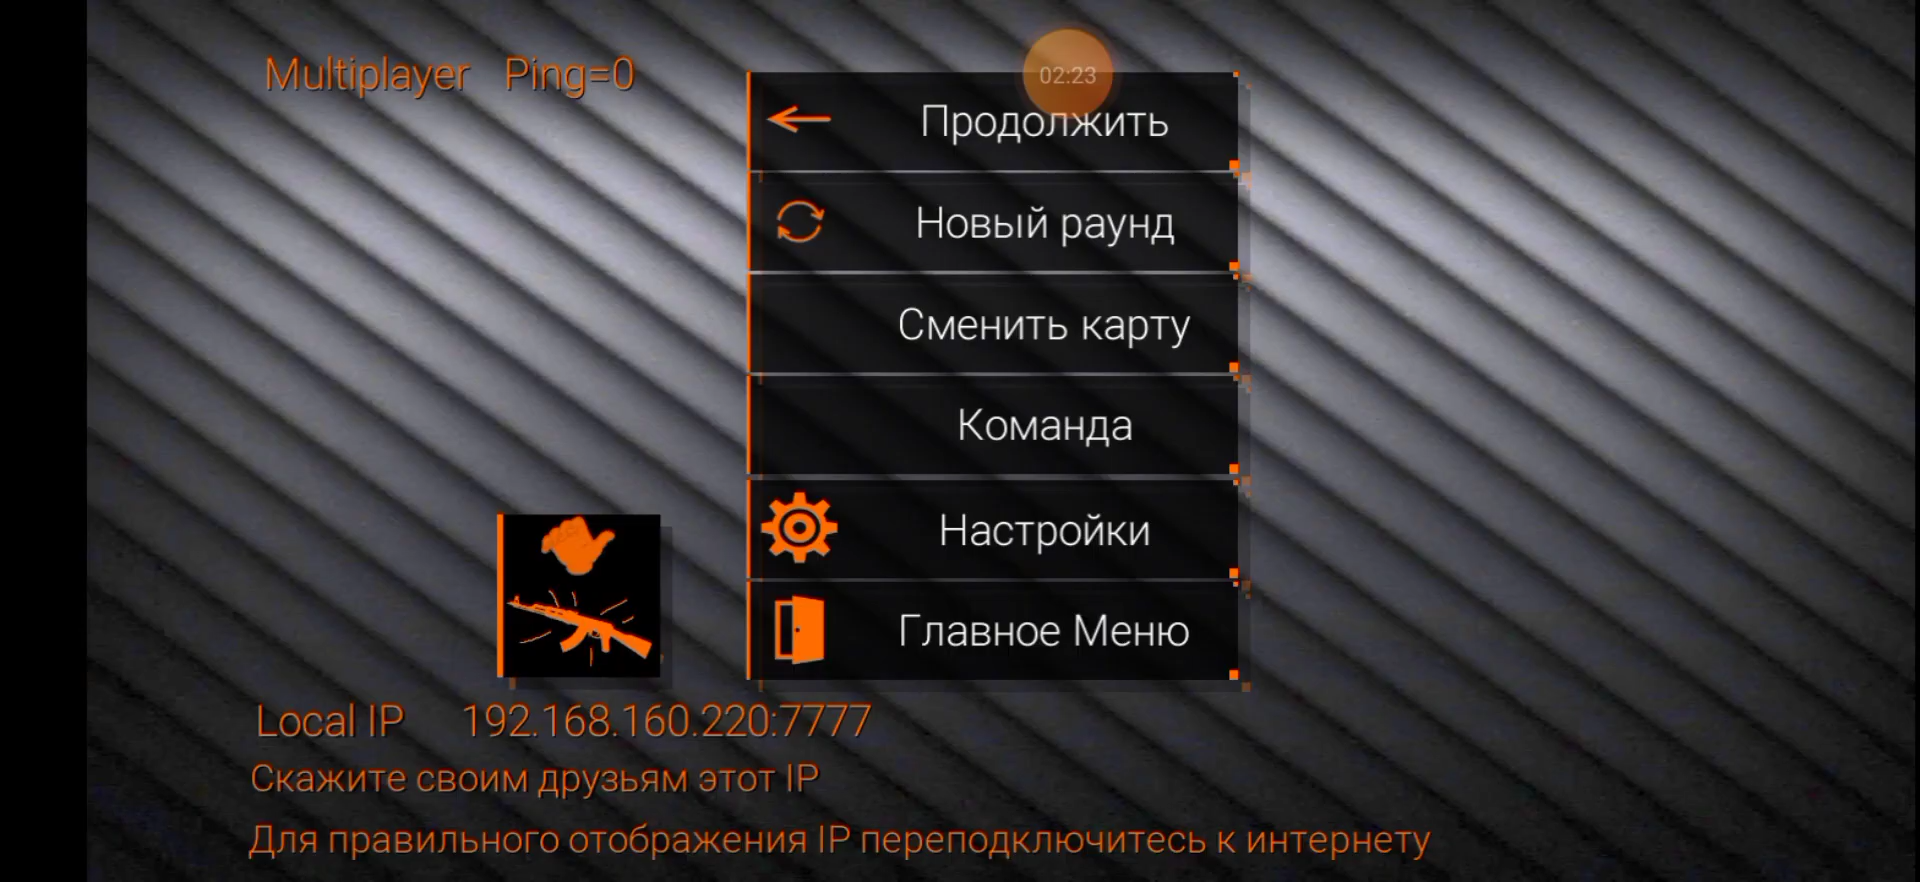 Multiplayer Ping=0
02:23
Продолжить
Новый раунд
Сменить карту
Команда
Настройки
Главное Меню
Local IP 192.168.160.220:7777
Скажите своим друзьям этот IP
Для правильного отображения IP переподключитесь к интернету